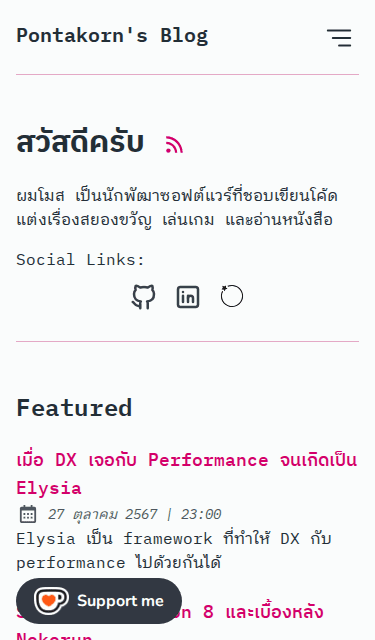 Pontakorn's Blog
สวัสดีครับ
ผมโมส เป็นนักพัฒาซอฟต์แวร์ที่ชอบเขียนโค้ด
แต่งเรื่องสยองขวัญ เล่นเกม และอ่านหนังสือ
Social Links:
Featured
เมื่อ DX เจอกับ Performance จนเกิดเป็น
Elysia
27 ตุลาคม 2567 | 23:00
Elysia เป็น framework ที่ทำให้ DX กับ
performance ไปด้วยกันได้
Support me
8 และเบื้องหลัง